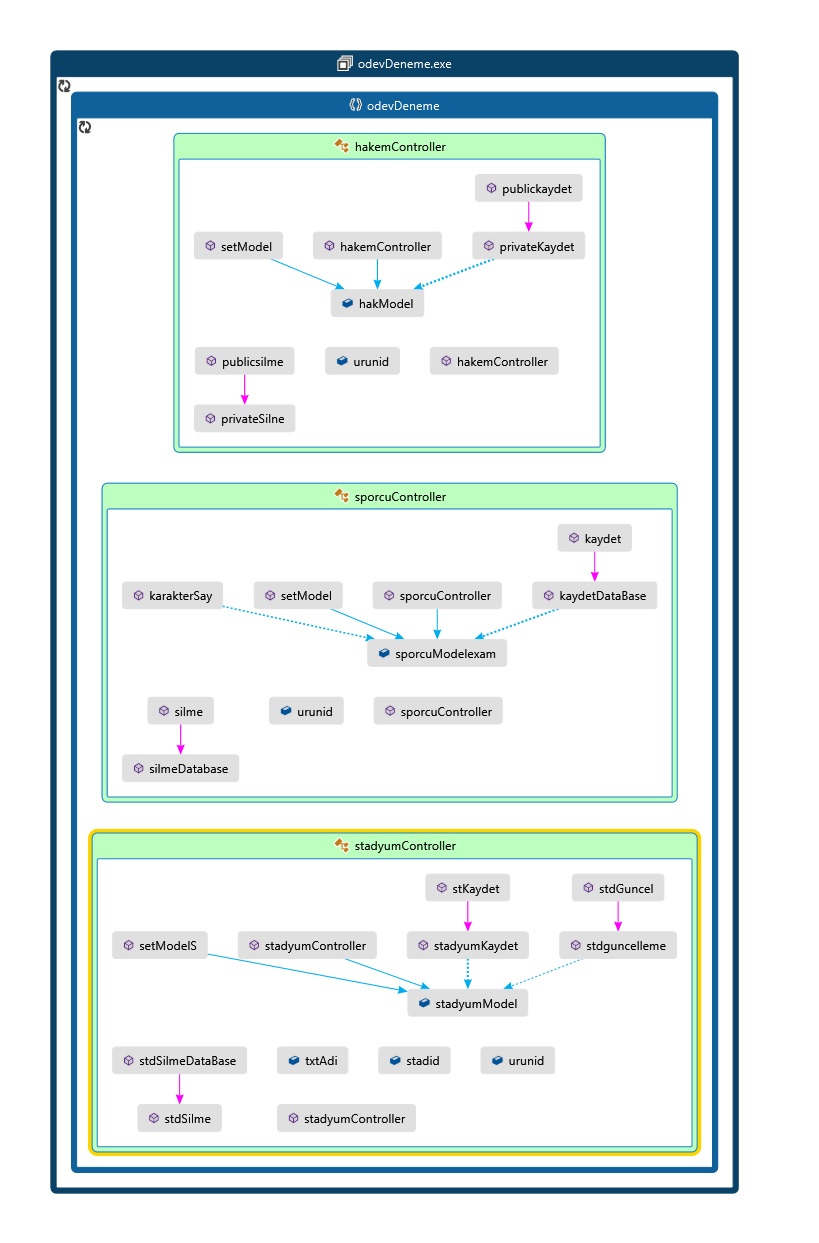 odevDeneme.exe
odevDeneme
hakemController
publickaydet
setModel
hakemController
privateKaydet
hakModel
publicsilme
urunid
hakemController
privateSilne
sporcuController
kaydet
karakterSay
setModel
sporcuController
kaydetDataBase
sporcuModelexam
silme
urunid
sporcuController
silmeDatabase
stadyumController
stKaydet
stdGuncel
setModelS
stadyumController
stadyumKaydet
stdguncelleme
stadyumModel
stdSilmeDataBase
txtAdi
stadid
urunid
stdSilme
stadyumController